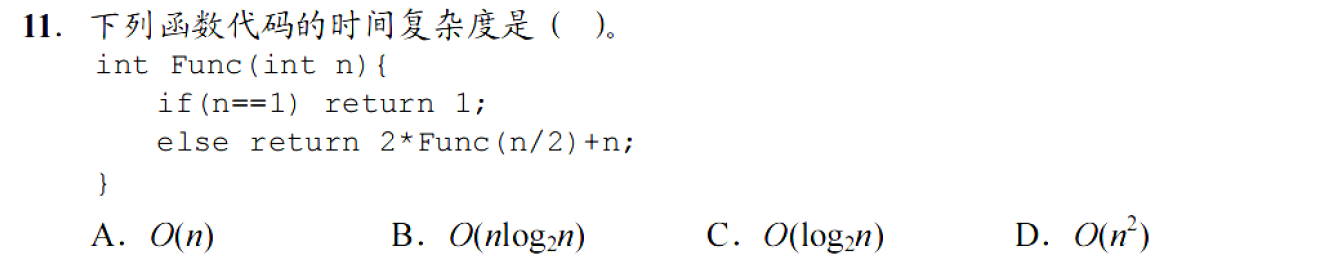 11. 下列函数代码的时间复杂度是（ ）。
int Func(int n){
if(n==1) return 1;
else return 2*Func(n/2)+n;
}
A. O(n) B. O(nlog₂n) C. O(log₂n) D. O(n²)